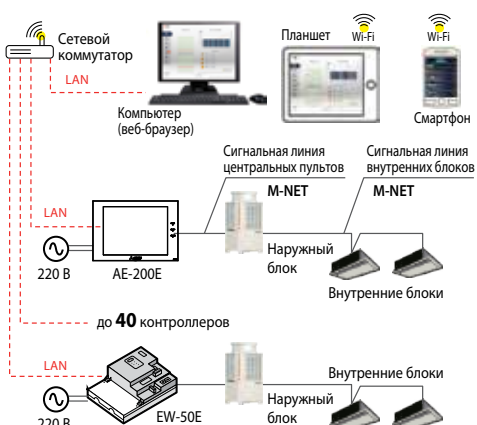 Сетевой
коммутатор
LAN
Компьютер
(веб-браузер)
Планшет
Wi-Fi
Wi-Fi
Смартфон
Сигнальная линия
центральных пультов
M-NET
Сигнальная линия
внутренних блоков
M-NET
LAN
220 В
AE-200E
Наружный
блок
Внутренние блоки
до 40 контроллеров
LAN
220 В
EW-50E
Наружный
блок
Внутренние блоки